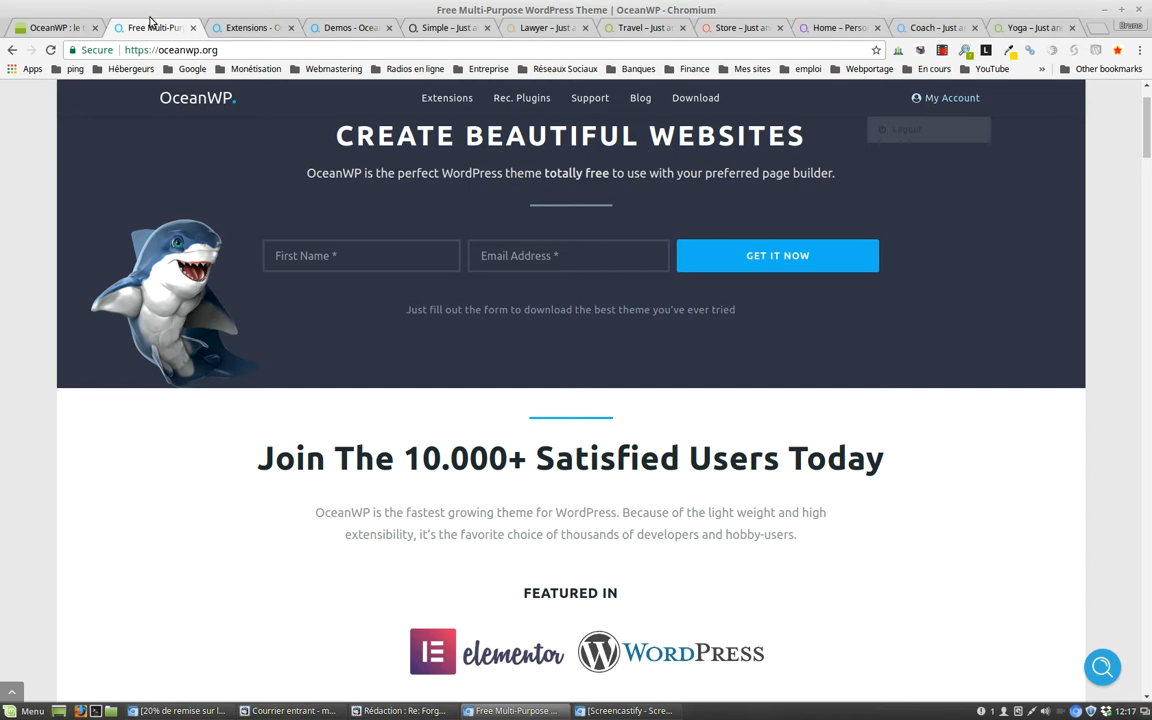 Free Multi-Purpose WordPress Theme | OceanWP - Chromium
OceanWP : le t
Free Multi-Pur
Extensions - O
Demos - Ocea
Simple – Just a
Lawyer – Just a
Travel – Just an
Store – Just an
Home – Perso
Coach – Just an
Yoga – Just an
Bruno
Secure
https://oceanwp.org
Apps
ping
Hébergeurs
Google
Monétisation
Webmastering
Radios en ligne
Entreprise
Réseaux Sociaux
Banques
Finance
Mes sites
emploi
Webportage
En cours
YouTube
»
Other bookmarks
OceanWP.
Extensions
Rec. Plugins
Support
Blog
Download
My Account
Logout
CREATE BEAUTIFUL WEBSITES
OceanWP is the perfect WordPress theme totally free to use with your preferred page builder.
First Name *
Email Address *
GET IT NOW
Just fill out the form to download the best theme you've ever tried
Join The 10.000+ Satisfied Users Today
OceanWP is the fastest growing theme for WordPress. Because of the light weight and high
extensibility, it's the favorite choice of thousands of developers and hobby-users.
FEATURED IN
elementor
WORDPRESS
Menu
[20% de remise sur l...
Courrier entrant - m...
Rédaction : Re: Forg...
Free Multi-Purpose ...
[Screencastify - Scre...
1
12:17